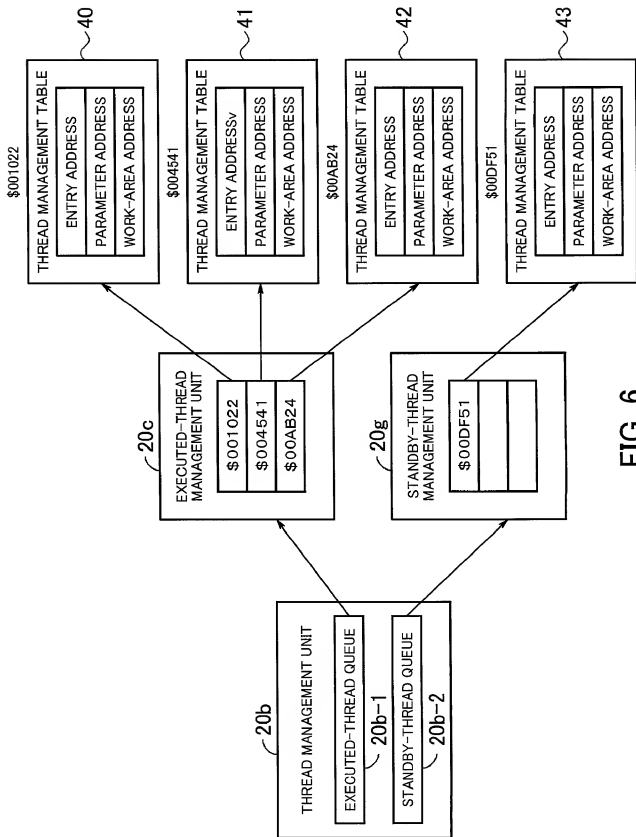 20b
THREAD MANAGEMENT UNIT
EXECUTED-THREAD QUEUE
20b-1
STANDBY-THREAD QUEUE
20b-2
20c
EXECUTED-THREAD
MANAGEMENT UNIT
$001022
$004541
$00AB24
20g
STANDBY-THREAD
MANAGEMENT UNIT
$00DF51
$001022
40
THREAD MANAGEMENT TABLE
ENTRY ADDRESS
PARAMETER ADDRESS
WORK-AREA ADDRESS
$004541
41
THREAD MANAGEMENT TABLE
ENTRY ADDRESSv
PARAMETER ADDRESS
WORK-AREA ADDRESS
$00AB24
42
THREAD MANAGEMENT TABLE
ENTRY ADDRESS
PARAMETER ADDRESS
WORK-AREA ADDRESS
$00DF51
43
THREAD MANAGEMENT TABLE
ENTRY ADDRESS
PARAMETER ADDRESS
WORK-AREA ADDRESS
FIG. 6